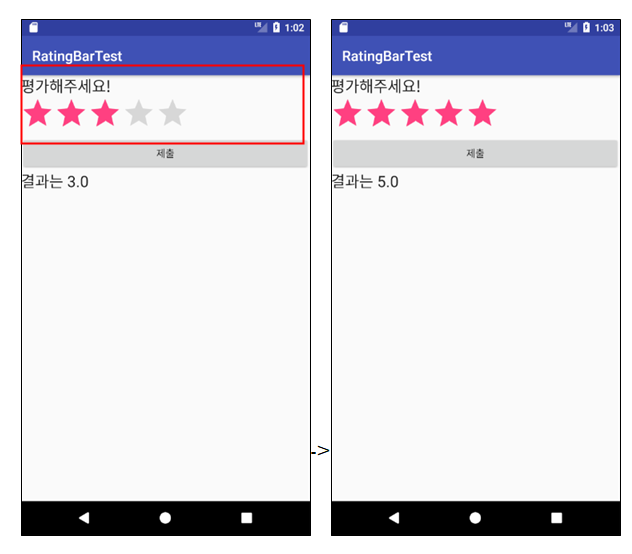 1:02
RatingBarTest
평가해주세요!
제출
결과는 3.0
->
1:03
RatingBarTest
평가해주세요!
제출
결과는 5.0